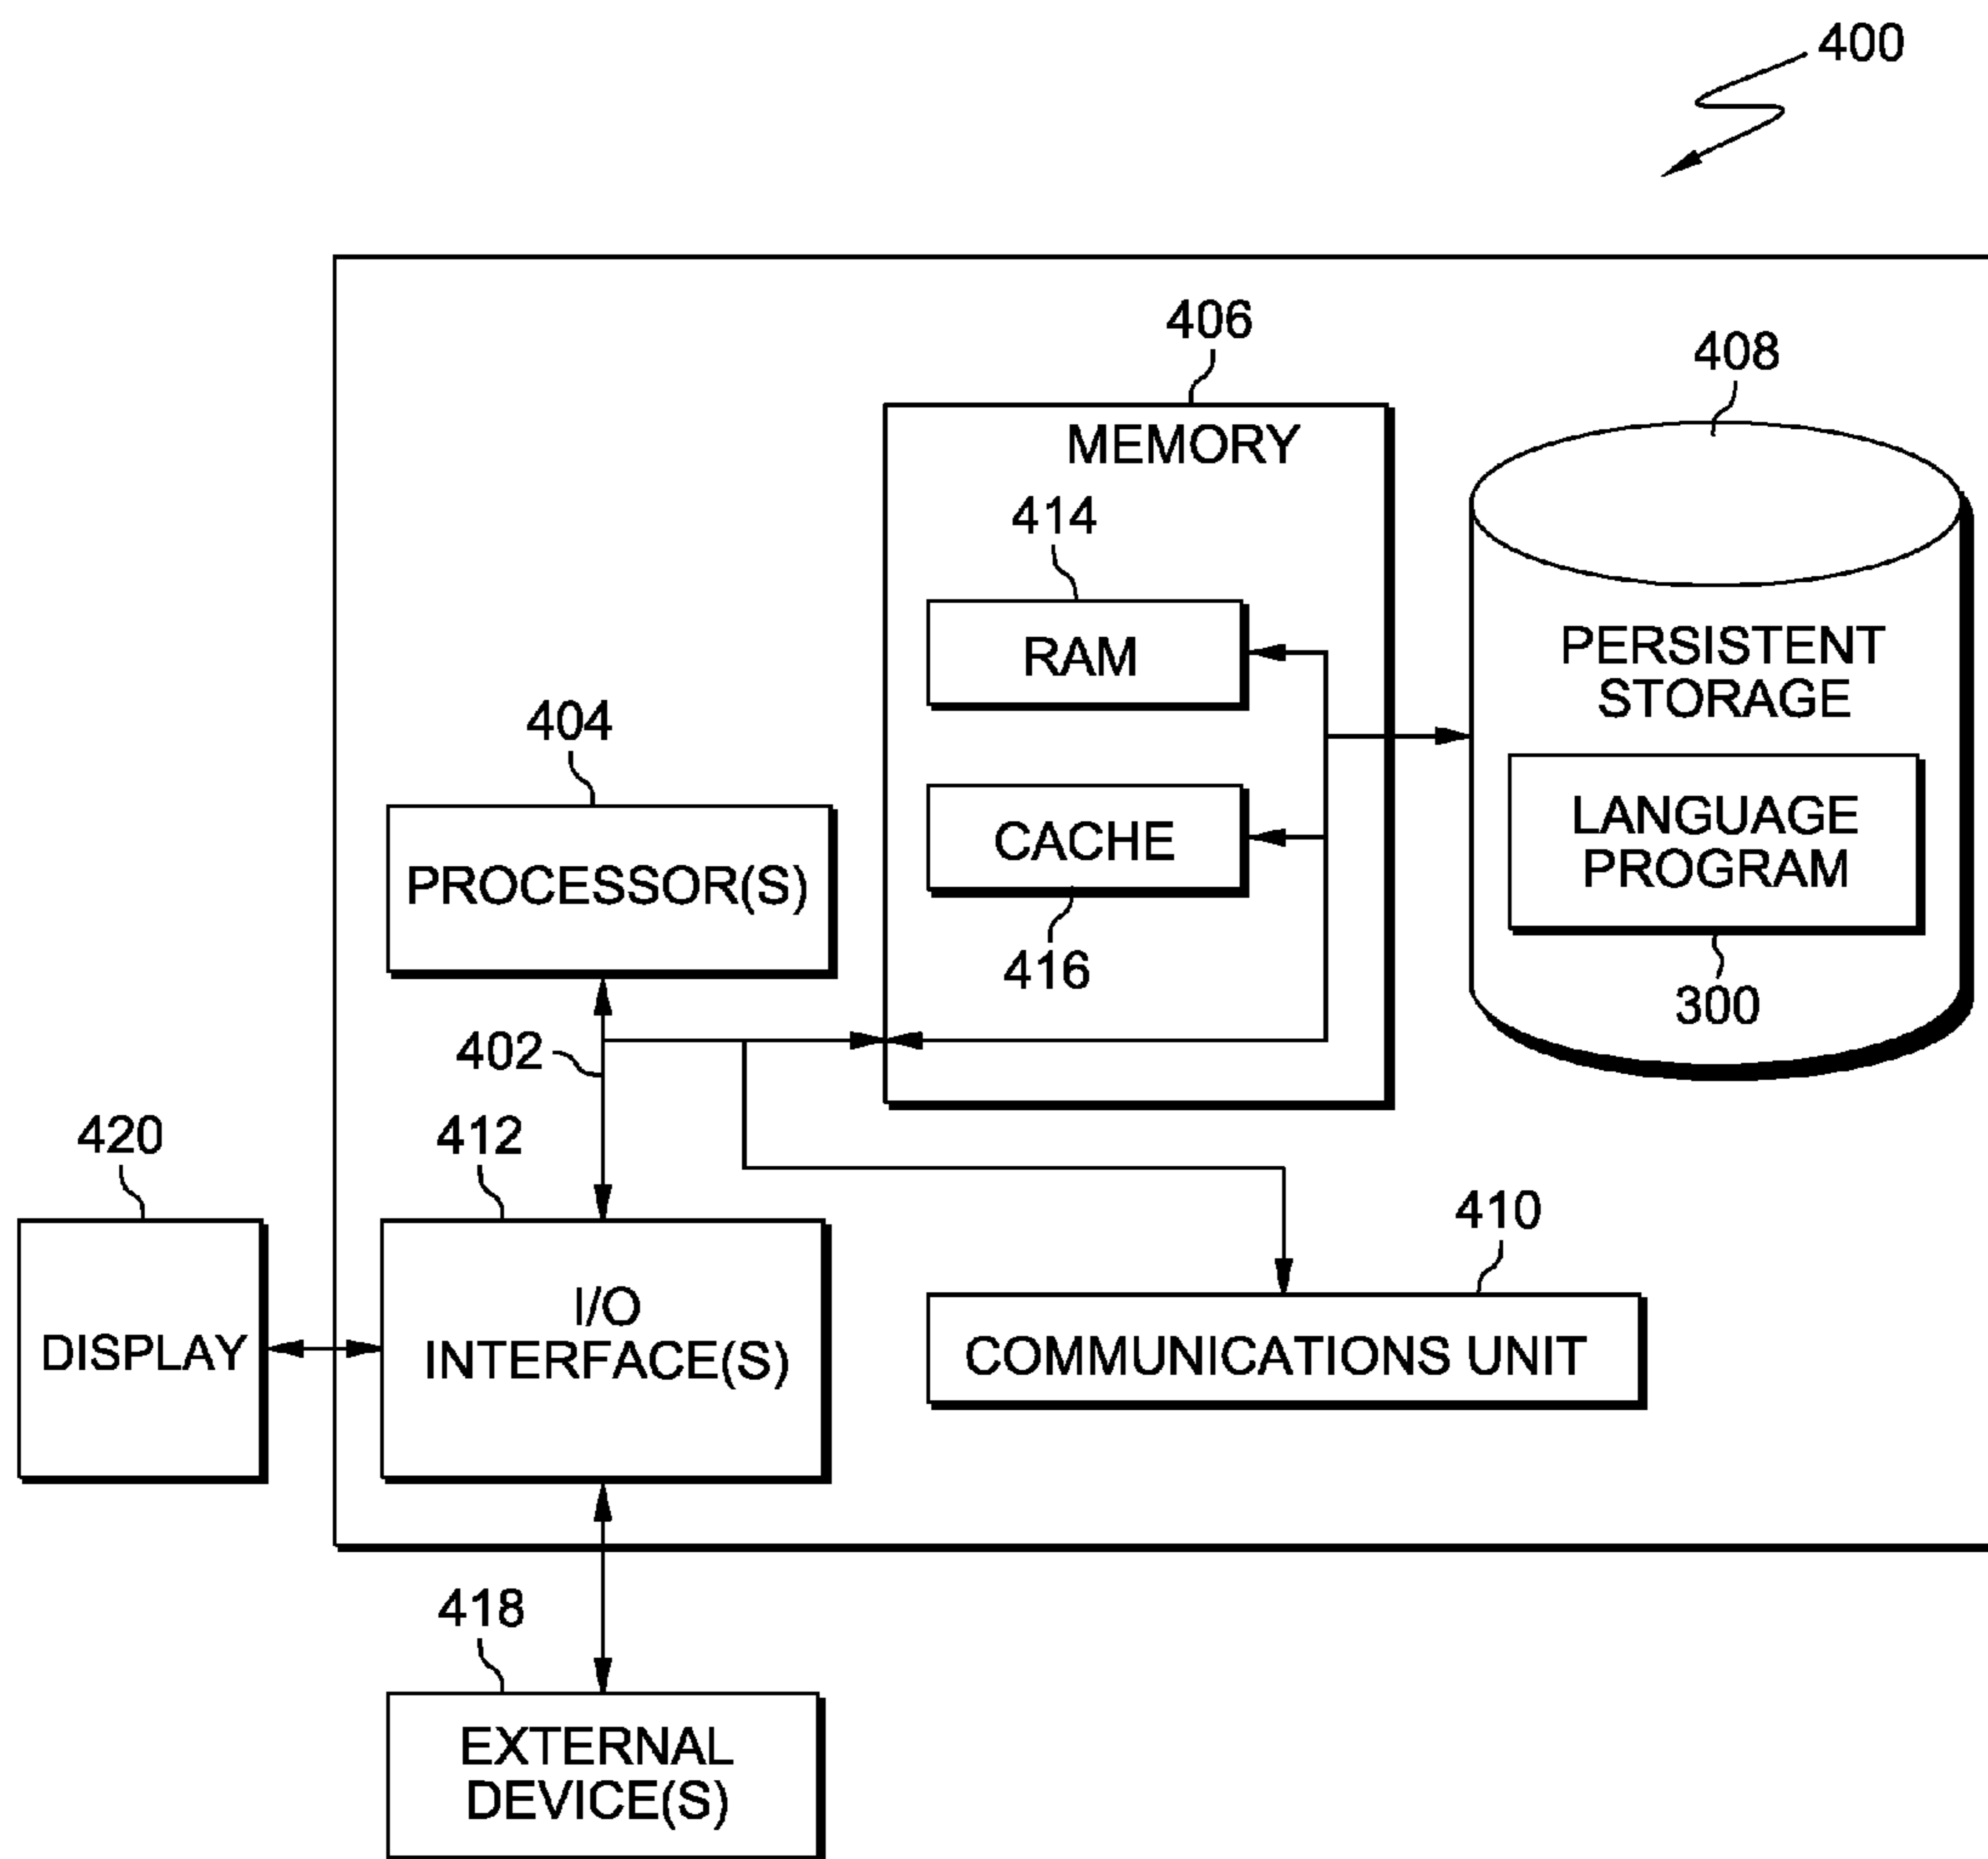 400
406
408
MEMORY
414
RAM
PERSISTENT
STORAGE
404
CACHE
LANGUAGE
PROGRAM
PROCESSOR(S)
416
300
402
420
412
410
I/O
INTERFACE(S)
DISPLAY
COMMUNICATIONS UNIT
418
EXTERNAL
DEVICE(S)